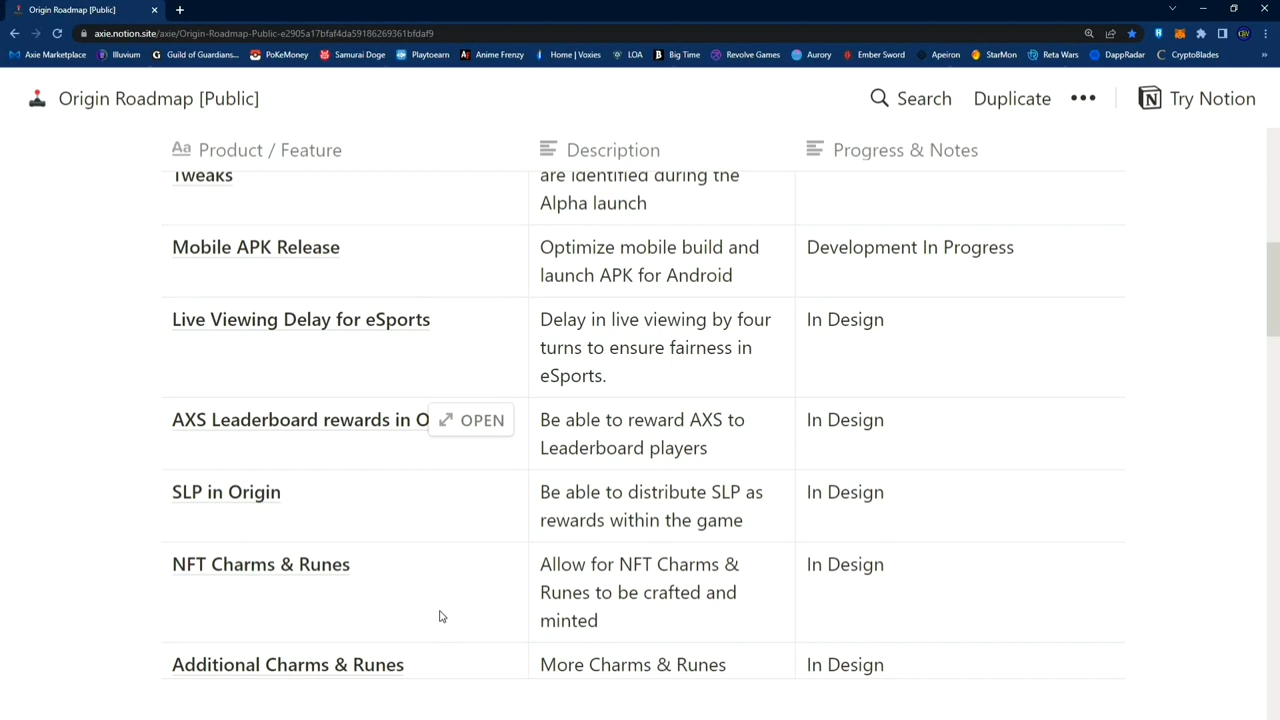 Origin Roadmap [Public]
axie.notion.site/axie/Origin-Roadmap-Public-e2905a17bfaf4da59186269361bfdaf9
Axie Marketplace Illuvium Guild of Guardians... PoKeMoney Samurai Doge Playtoearn Anime Frenzy Home | Voxies LOA Big Time Revolve Games Aurory Ember Sword Apeiron StarMon Reta Wars DappRadar CryptoBlades »
Origin Roadmap [Public] Search Duplicate ••• Try Notion
Aa Product / Feature Description Progress & Notes
Tweaks are identified during the
Alpha launch
Mobile APK Release Optimize mobile build and Development In Progress
launch APK for Android
Live Viewing Delay for eSports Delay in live viewing by four In Design
turns to ensure fairness in
eSports.
AXS Leaderboard rewards in O OPEN Be able to reward AXS to In Design
Leaderboard players
SLP in Origin Be able to distribute SLP as In Design
rewards within the game
NFT Charms & Runes Allow for NFT Charms & In Design
Runes to be crafted and
minted
Additional Charms & Runes More Charms & Runes In Design